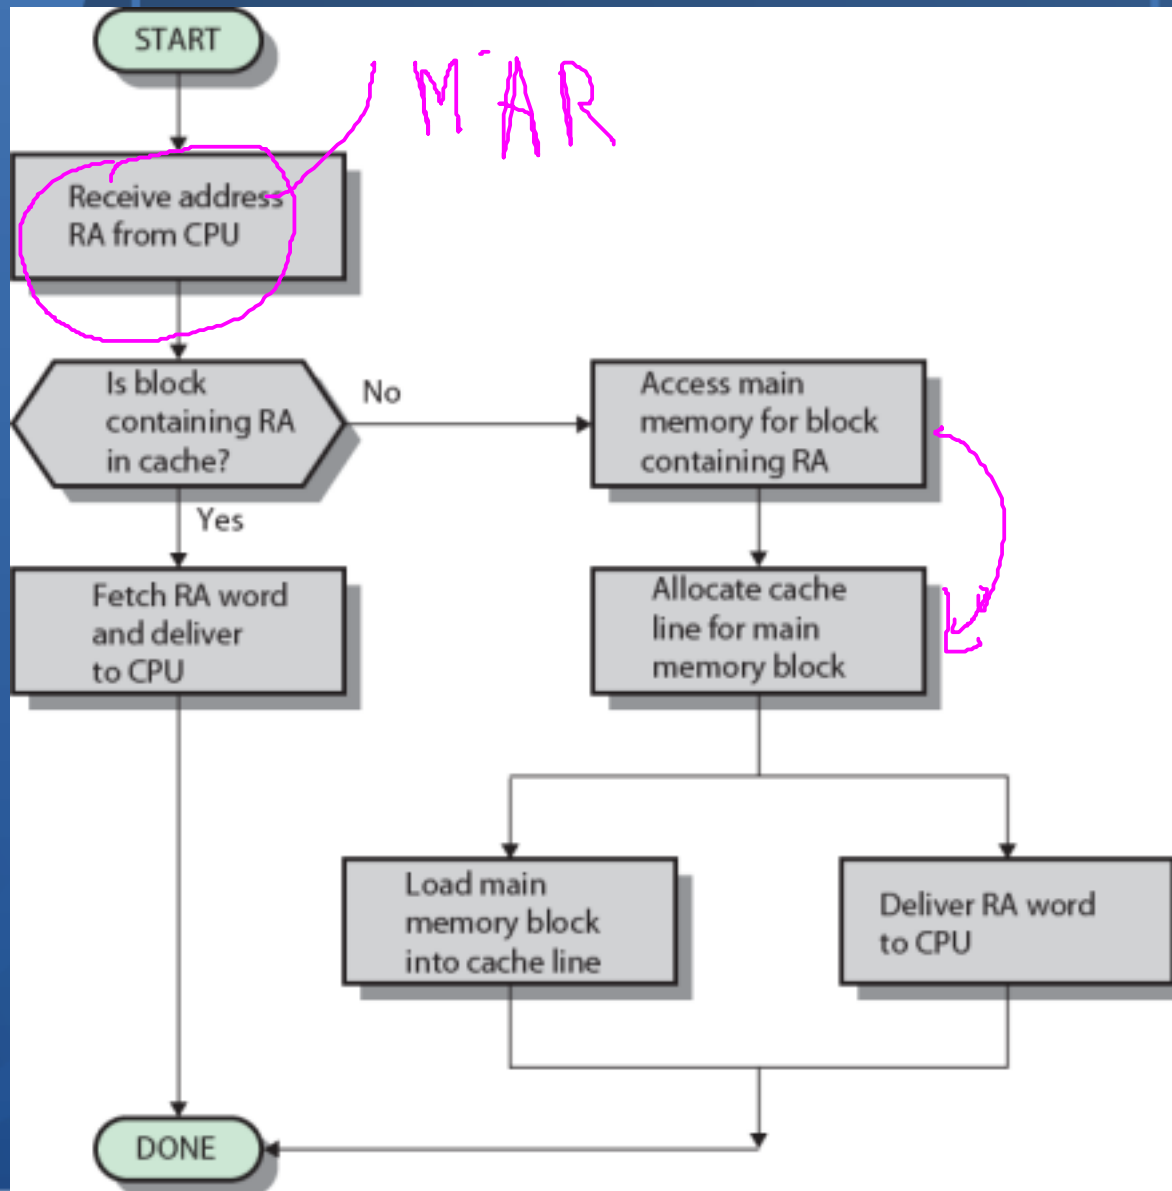 START
MAR
Receive address
RA from CPU
Is block
containing RA
in cache?
No
Yes
Access main
memory for block
containing RA
Fetch RA word
and deliver
to CPU
Allocate cache
line for main
memory block
Load main
memory block
into cache line
Deliver RA word
to CPU
DONE